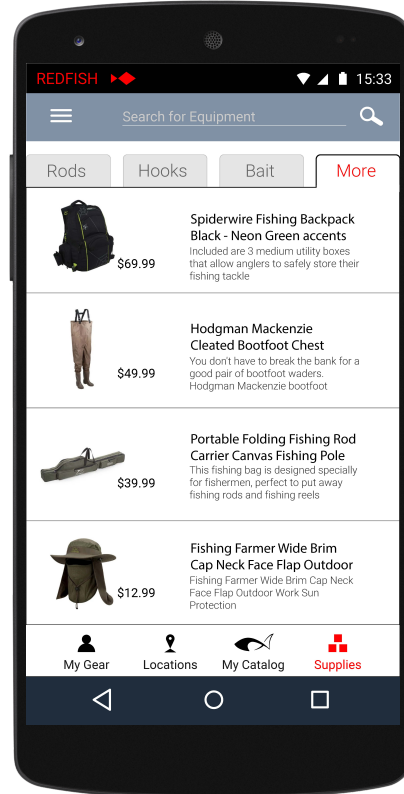 REDFISH
15:33
Search for Equipment
Rods
Hooks
Bait
More
Spiderwire Fishing Backpack
Black - Neon Green accents
Included are 3 medium utility boxes
that allow anglers to safely store their
fishing tackle
$69.99
Hodgman Mackenzie
Cleated Bootfoot Chest
You don't have to break the bank for a
good pair of bootfoot waders.
Hodgman Mackenzie bootfoot
$49.99
Portable Folding Fishing Rod
Carrier Canvas Fishing Pole
This fishing bag is designed specially
for fishermen, perfect to put away
fishing rods and fishing reels
$39.99
Fishing Farmer Wide Brim
Cap Neck Face Flap Outdoor
Fishing Farmer Wide Brim Cap Neck
Face Flap Outdoor Work Sun
Protection
$12.99
My Gear
Locations
My Catalog
Supplies